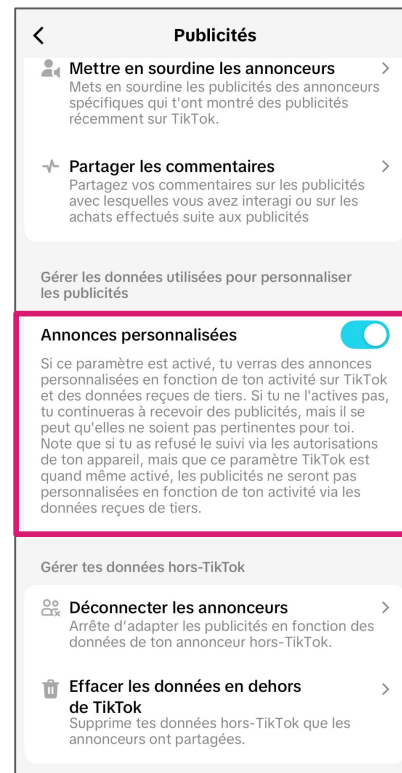 Publicités
Mettre en sourdine les annonceurs
Mets en sourdine les publicités des annonceurs
spécifiques qui t'ont montré des publicités
récemment sur TikTok.
Partager les commentaires
Partagez vos commentaires sur les publicités
avec lesquelles vous avez interagi ou sur les
achats effectués suite aux publicités
Gérer les données utilisées pour personnaliser
les publicités
Annonces personnalisées
Si ce paramètre est activé, tu verras des annonces
personnalisées en fonction de ton activité sur TikTok
et des données reçues de tiers. Si tu ne l'actives pas,
tu continueras à recevoir des publicités, mais il se
peut qu'elles ne soient pas pertinentes pour toi.
Note que si tu as refusé le suivi via les autorisations
de ton appareil, mais que ce paramètre TikTok est
quand même activé, les publicités ne seront pas
personnalisées en fonction de ton activité via les
données reçues de tiers.
Gérer tes données hors-TikTok
Déconnecter les annonceurs
Arrête d’adapter les publicités en fonction des
données de ton annonceur hors-TikTok.
Effacer les données en dehors
de TikTok
Supprime tes données hors-TikTok que les
annonceurs ont partagées.